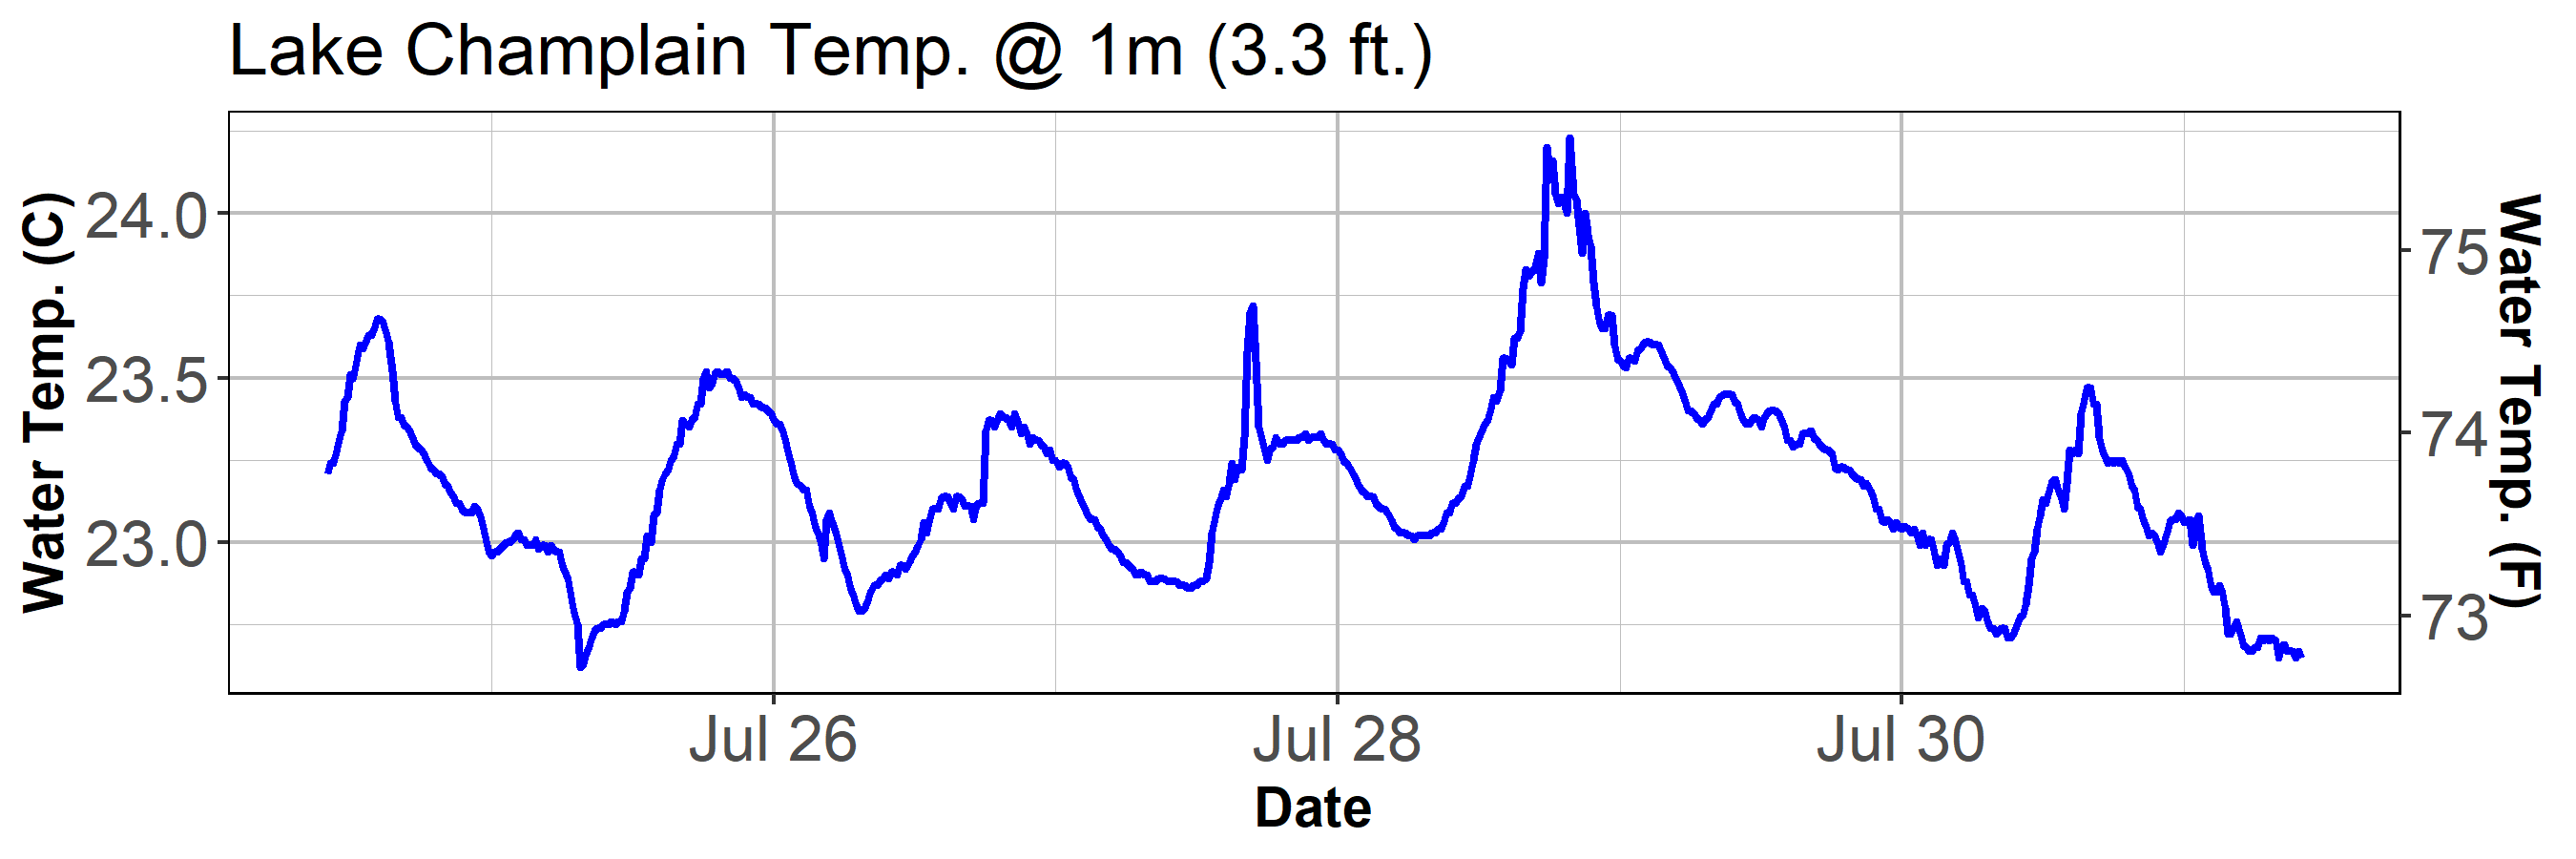 Lake Champlain Temp. @ 1m (3.3 ft.)
Water Temp. (C)
24.0
23.5
23.0
75
74
73
Water Temp. (F)
Jul 26
Jul 28
Jul 30
Date